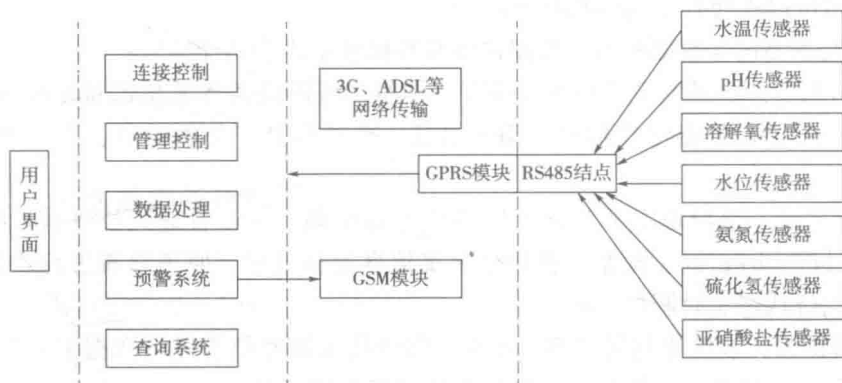 用户界面
连接控制
管理控制
数据处理
预警系统
查询系统
3G、ADSL等
网络传输
GPRS模块
RS485结点
GSM模块
水温传感器
pH传感器
溶解氧传感器
水位传感器
氨氮传感器
硫化氢传感器
亚硝酸盐传感器